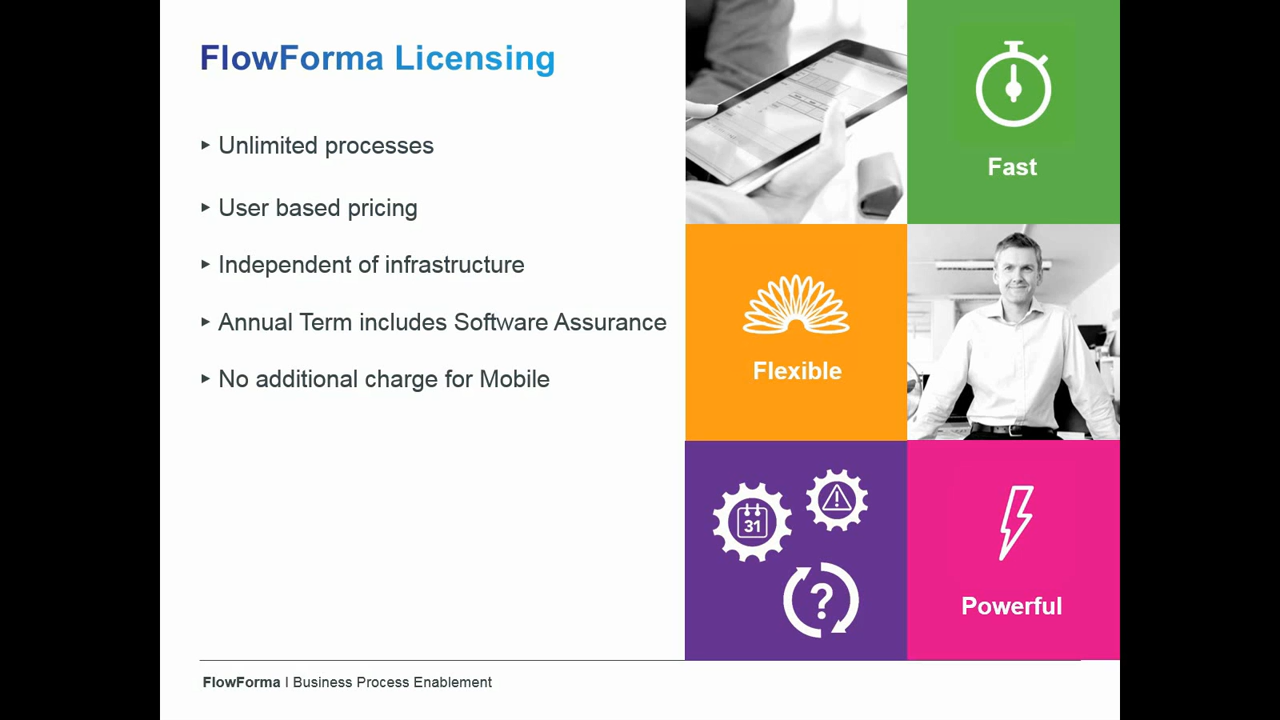 FlowForma Licensing
▸ Unlimited processes
▸ User based pricing
▸ Independent of infrastructure
▸ Annual Term includes Software Assurance
▸ No additional charge for Mobile
Fast
Flexible
31
?
Powerful
FlowForma | Business Process Enablement